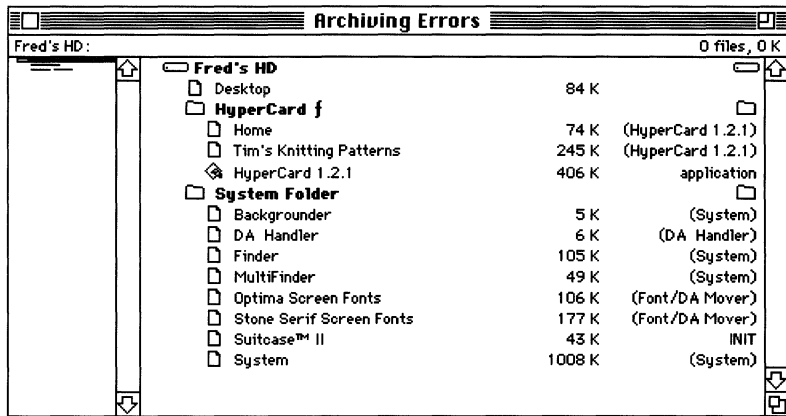 Archiving Errors
Fred's HD: 0 files, 0 K
Fred's HD
Desktop 84 K
HyperCard ƒ
Home 74 K (HyperCard 1.2.1)
Tim's Knitting Patterns 245 K (HyperCard 1.2.1)
HyperCard 1.2.1 406 K application
System Folder
Backgrounder 5 K (System)
DA Handler 6 K (DA Handler)
Finder 105 K (System)
MultiFinder 49 K (System)
Optima Screen Fonts 106 K (Font/DA Mover)
Stone Serif Screen Fonts 177 K (Font/DA Mover)
Suitcase™ II 43 K INIT
System 1008 K (System)